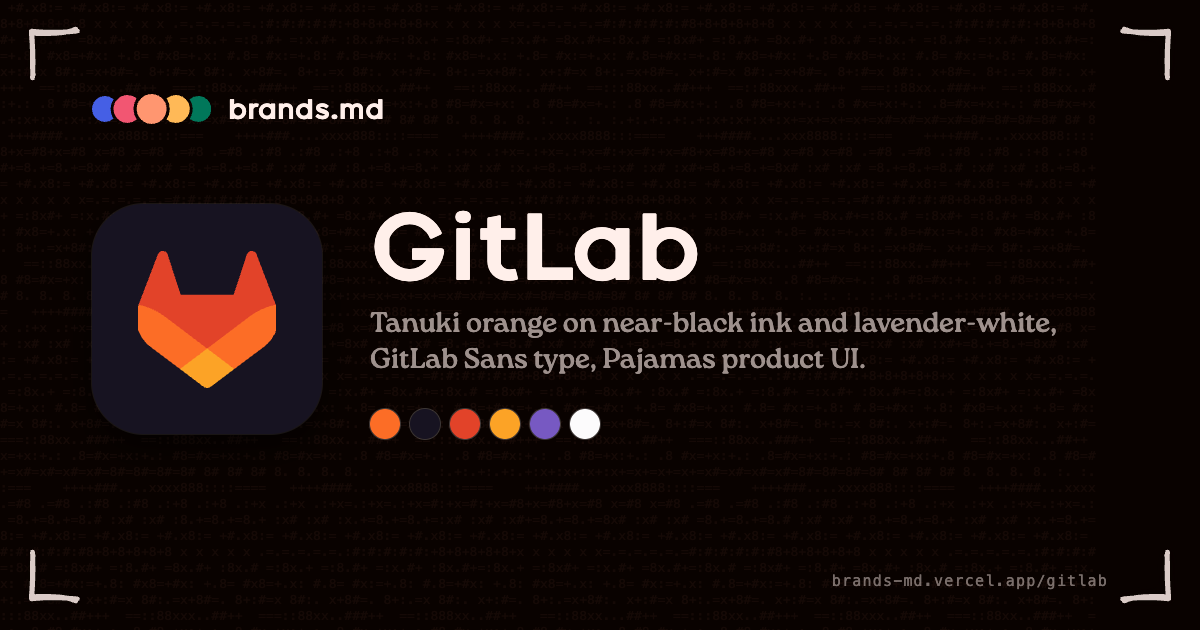 brands.md
GitLab
Tanuki orange on near-black ink and lavender-white,
GitLab Sans type, Pajamas product UI.
brands-md.vercel.app/gitlab